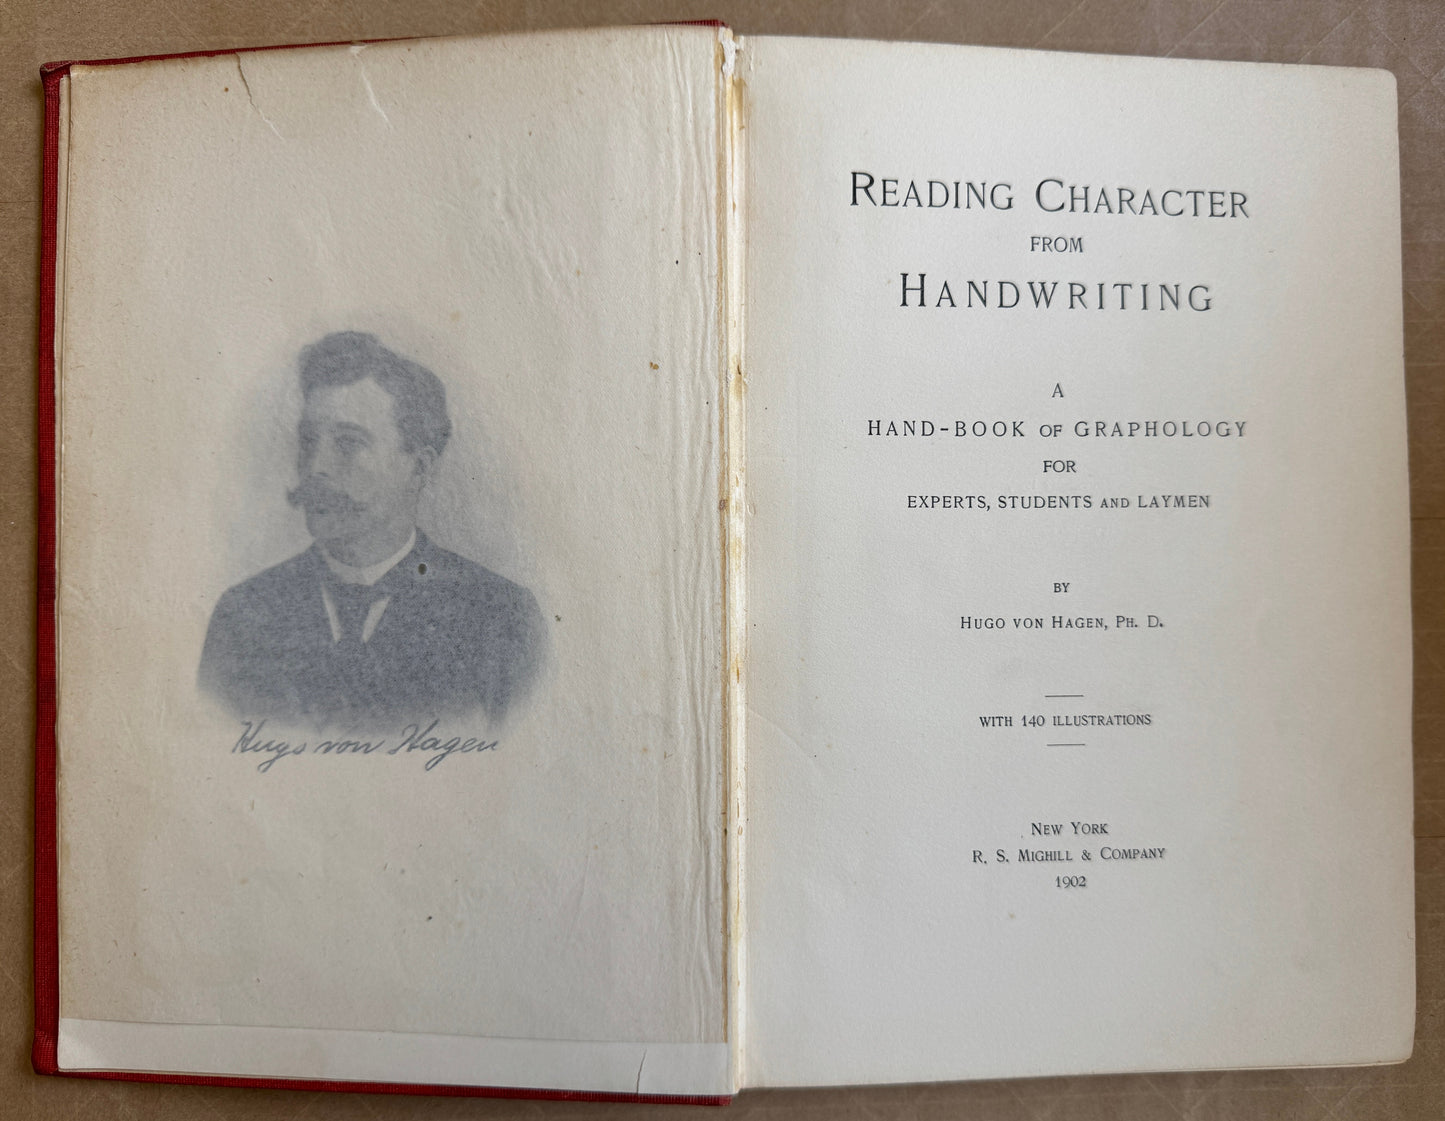 Hugo von Hagen
READING CHARACTER
FROM
HANDWRITING
A
HAND-BOOK OF GRAPHOLOGY
FOR
EXPERTS, STUDENTS AND LAYMEN
BY
HUGO VON HAGEN, PH. D.
WITH 140 ILLUSTRATIONS
NEW YORK
R. S. MIGHILL & COMPANY
1902